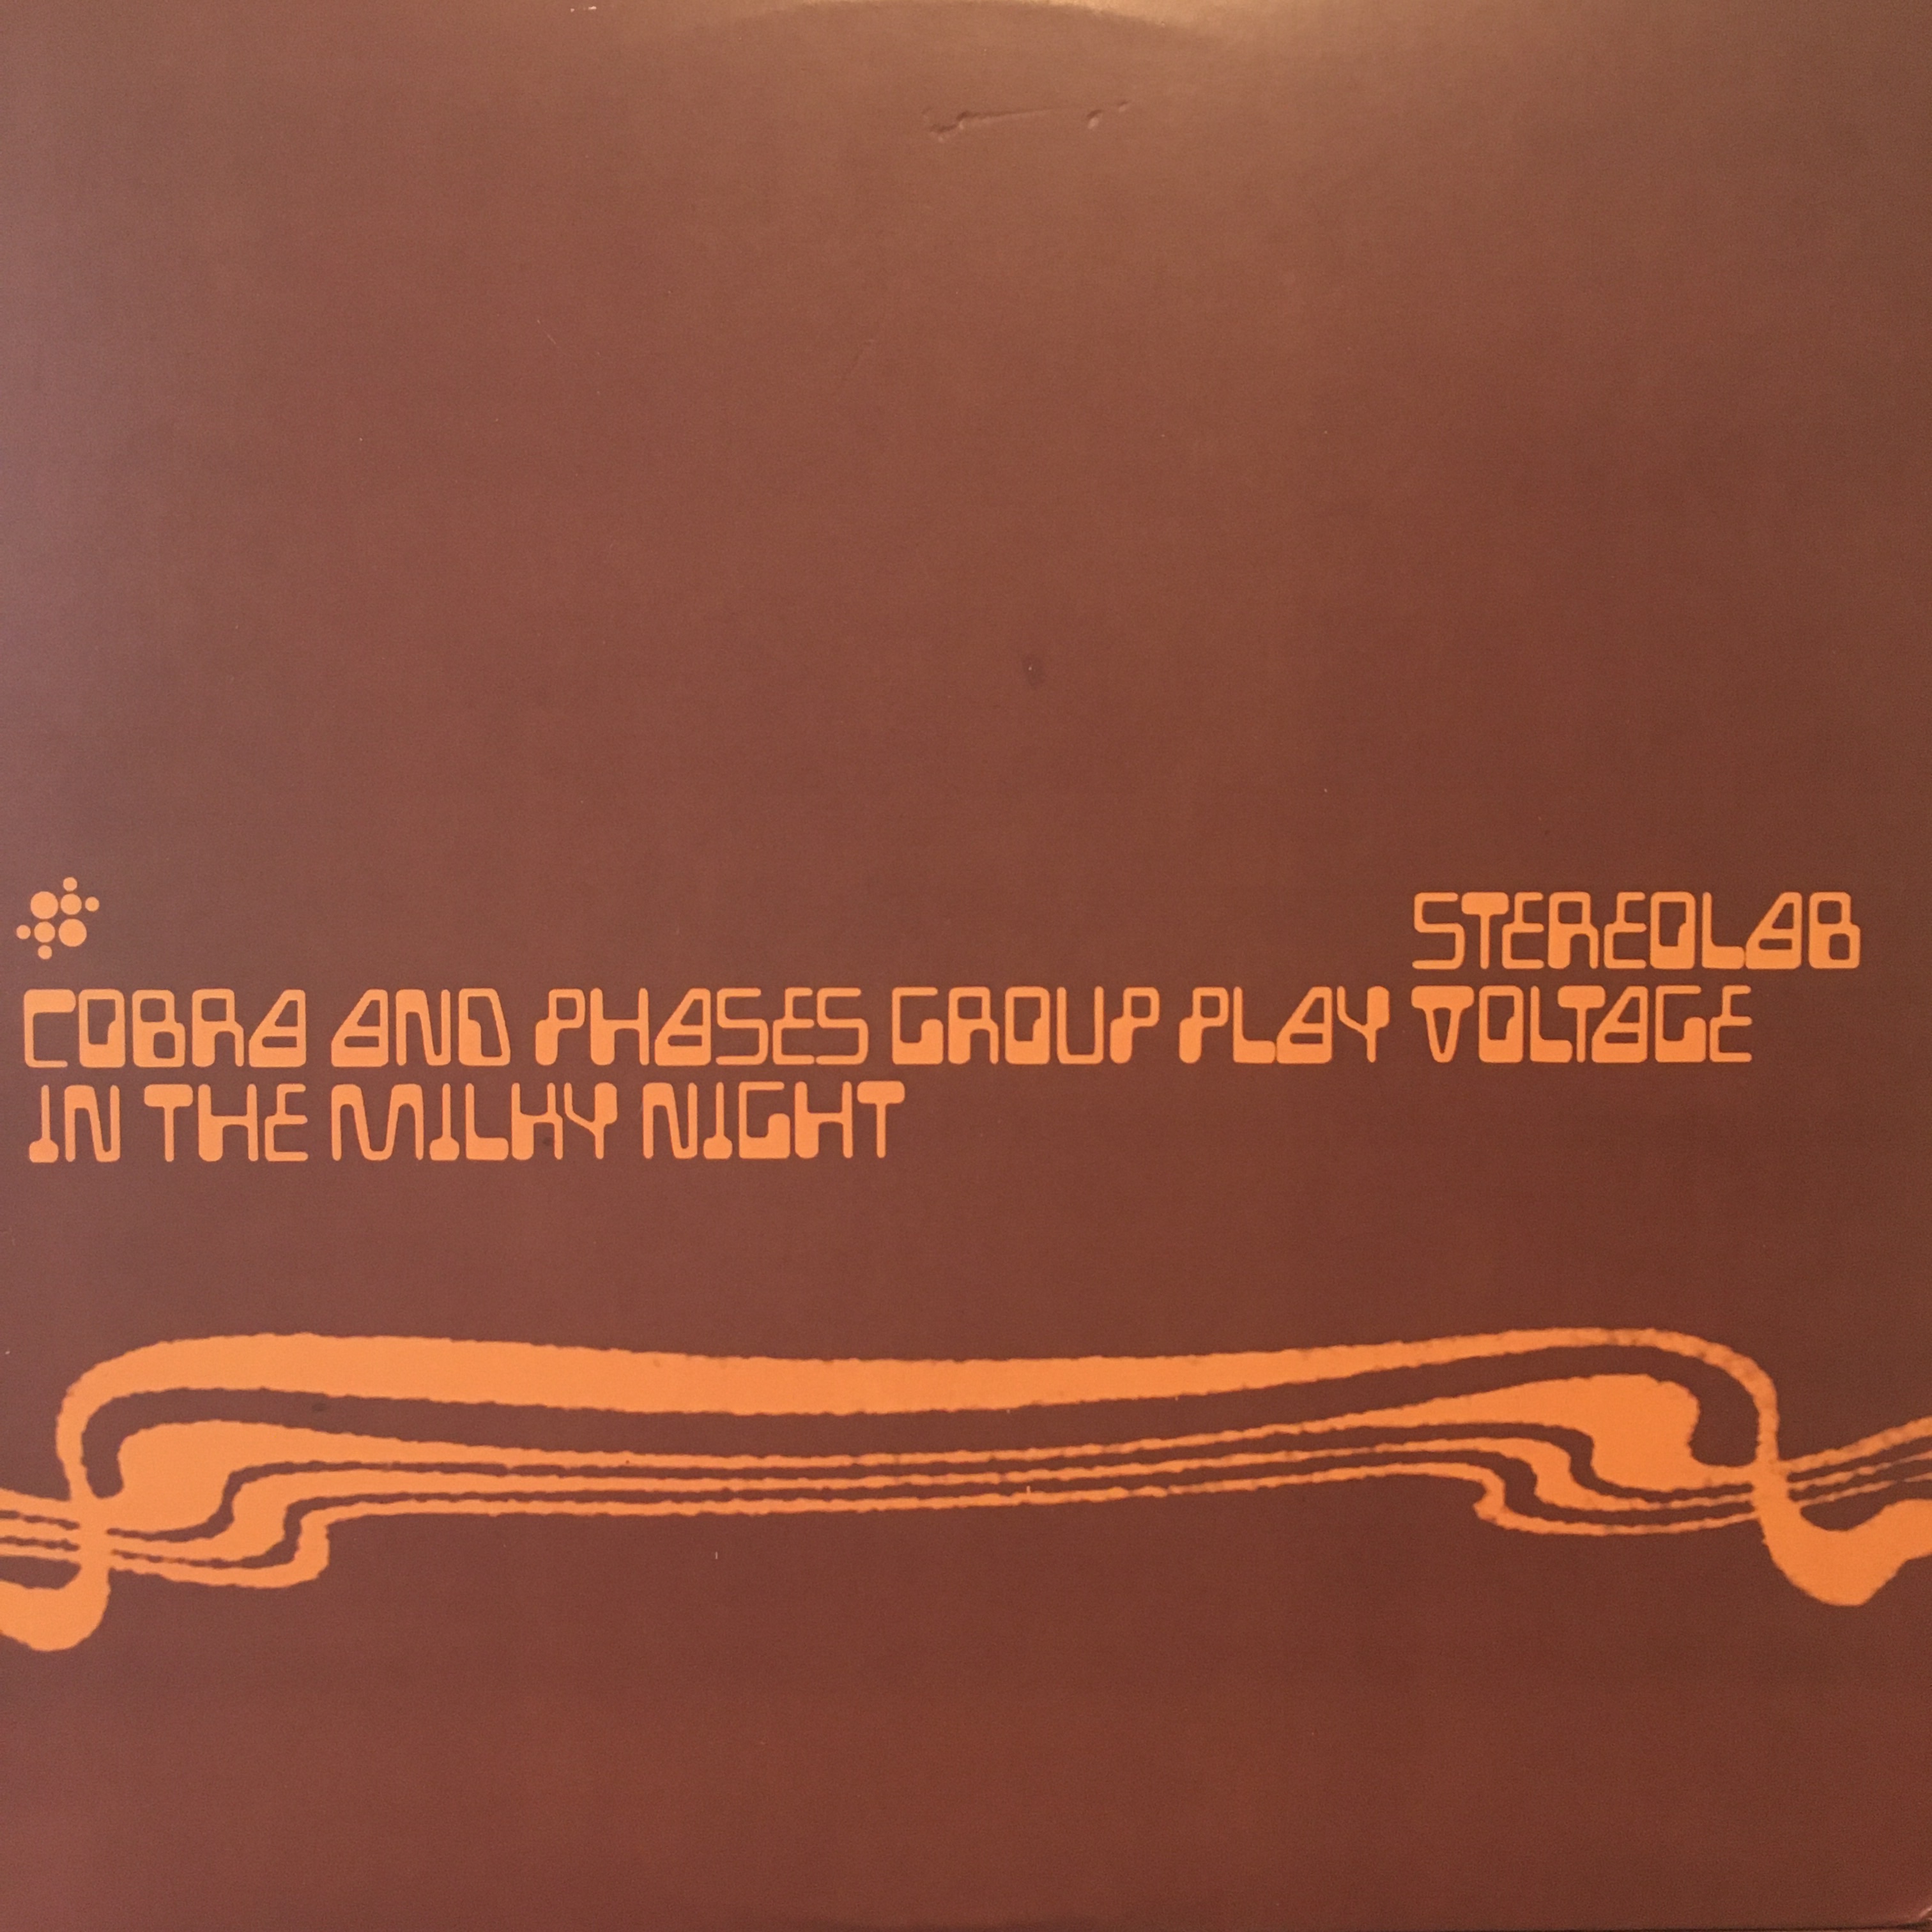 STEREOLAB
COBRA AND PHASES GROUP PLAY VOLTAGE
IN THE MILKY NIGHT